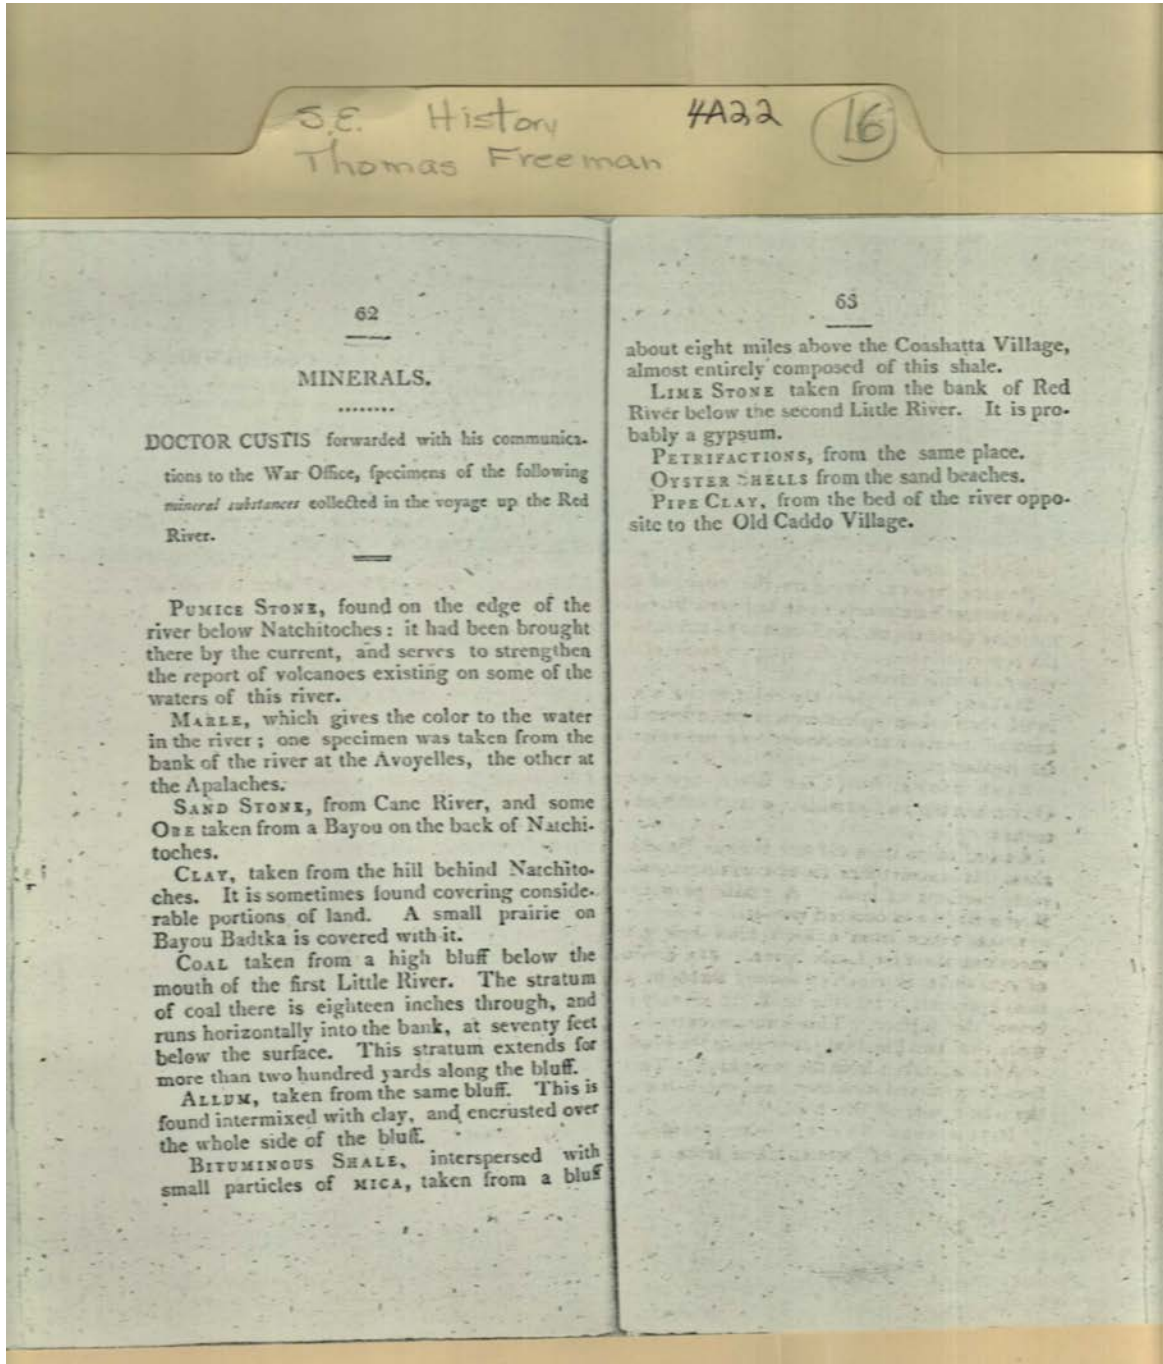 S.E. History 4A22 16
Thomas Freeman
62
MINERALS.
DOCTOR CUSTIS forwarded with his communica-
tions to the War Office, specimens of the following
mineral substances collected in the voyage up the Red
River.
PUMICE STONE, found on the edge of the
river below Natchitoches: it had been brought
there by the current, and serves to strengthen
the report of volcanoes existing on some of the
waters of this river.
MARLE, which gives the color to the water
in the river; one specimen was taken from the
bank of the river at the Avoyelles, the other at
the Apalaches.
SAND STONE, from Cane River, and some
ORE taken from a Bayou on the back of Natchi-
toches.
CLAY, taken from the hill behind Natchito-
ches. It is sometimes found covering conside-
rable portions of land. A small prairie on
Bayou Badtka is covered with it.
COAL taken from a high bluff below the
mouth of the first Little River. The stratum
of coal there is eighteen inches through, and
runs horizontally into the bank, at seventy feet
below the surface. This stratum extends for
more than two hundred yards along the bluff.
ALLUM, taken from the same bluff. This is
found intermixed with clay, and encrusted over
the whole side of the bluff.
BITUMINOUS SHALE, interspersed with
small particles of MICA, taken from a bluff
63
about eight miles above the Coashatta Village,
almost entirely composed of this shale.
LIME STONE taken from the bank of Red
River below the second Little River. It is pro-
bably a gypsum.
PETRIFACTIONS, from the same place.
OYSTER SHELLS from the sand beaches.
PIPE CLAY, from the bed of the river oppo-
site to the Old Caddo Village.